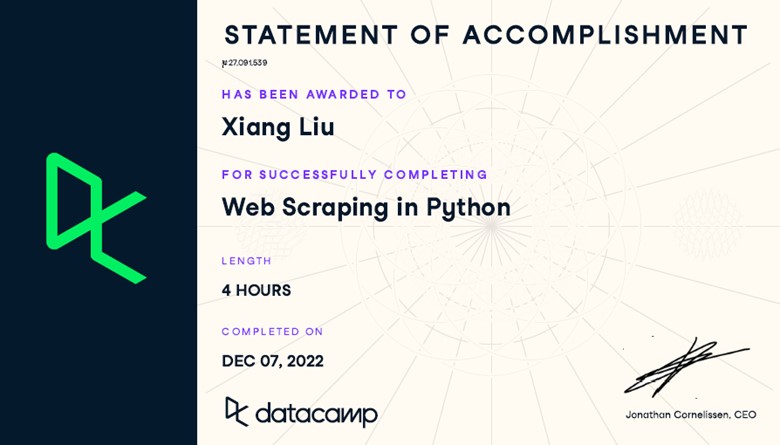 STATEMENT OF ACCOMPLISHMENT
#27.091.539
HAS BEEN AWARDED TO
Xiang Liu
FOR SUCCESSFULLY COMPLETING
Web Scraping in Python
LENGTH
4 HOURS
COMPLETED ON
DEC 07, 2022
datacamp
Jonathan Cornelissen, CEO